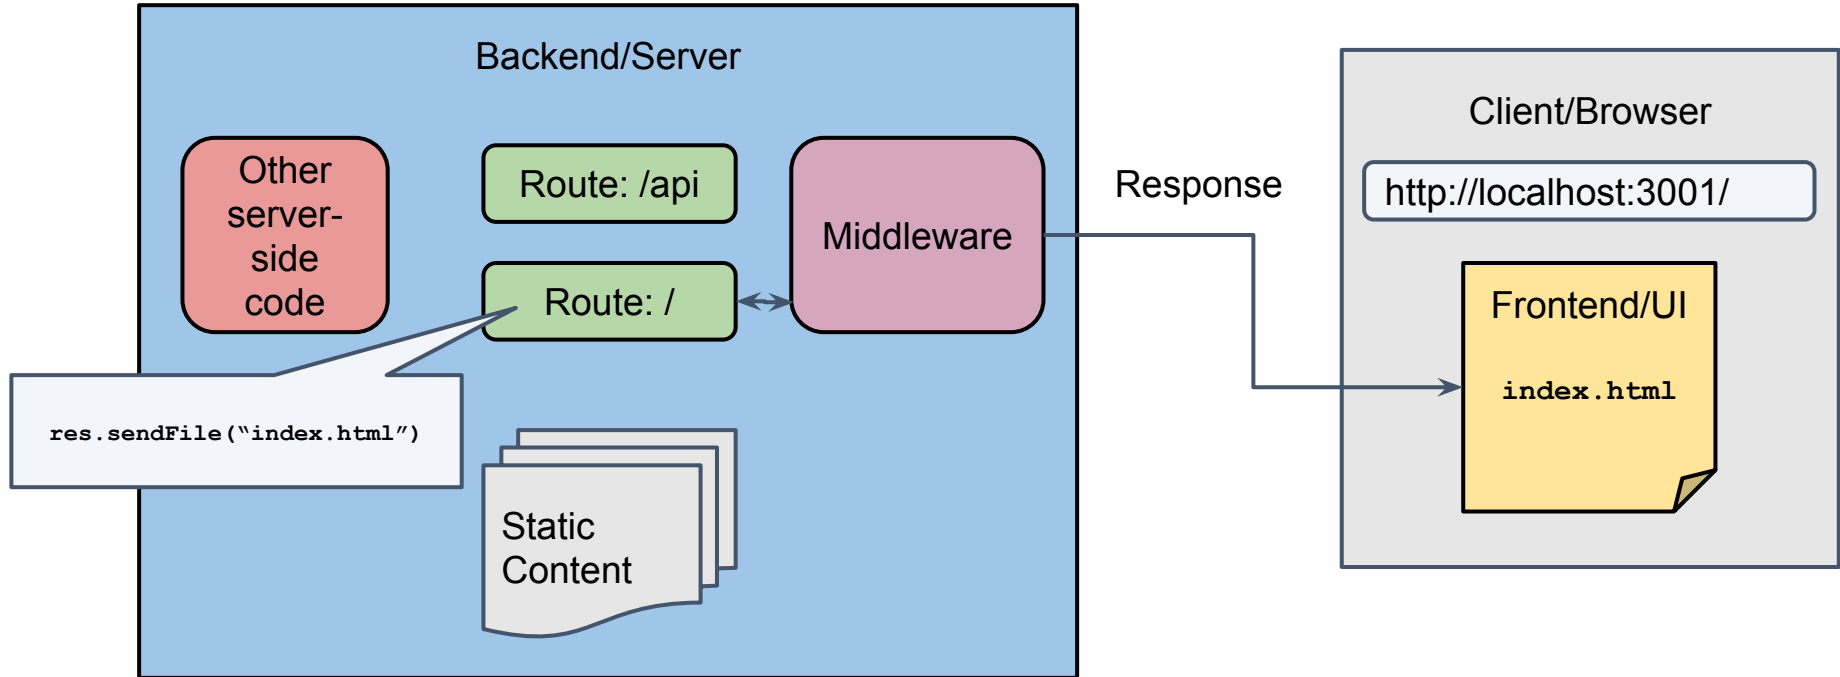 Backend/Server
Other
server-
side
code
Route: /api
Route: /
Middleware
res.sendFile(“index.html”)
Static
Content
Response
Client/Browser
http://localhost:3001/
Frontend/UI
index.html